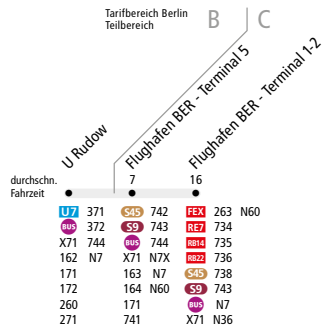 Tarifbereich Berlin
Teilbereich
B C
U Rudow
Flughafen BER - Terminal 5
Flughafen BER - Terminal 1-2
durchschn.
Fahrzeit
7 16
U7 371 S45 742 FEX 263 N60
BUS 372 S9 743 RE7 734
X71 744 BUS 744 RB14 735
162 N7 X71 N7X RB22 736
171 163 N7 S45 738
172 164 N60 S9 743
260 171 BUS N7
271 741 X71 N36